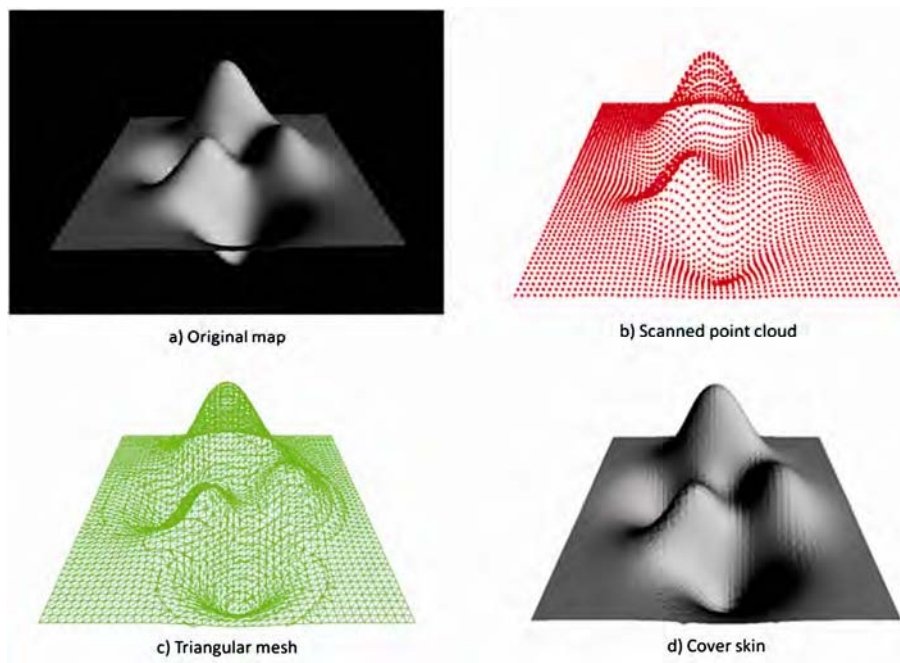 a) Original map
b) Scanned point cloud
c) Triangular mesh
d) Cover skin